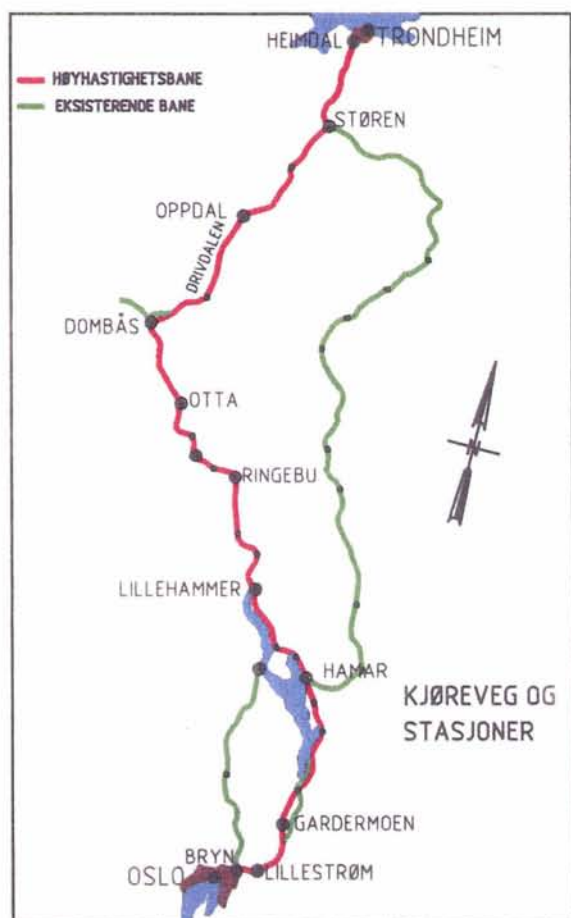 TRONDHEIM
HEIMDAL
HØYHASTIGHETSBANE
EKSISTERENDE BANE
STØREN
OPPDAL
DRIVDALEN
DOMBÅS
OTTA
RINGEBU
LILLEHAMMER
HAMAR
KJØREVEG OG
STASJONER
GARDERMOEN
BRYN
OSLO
LILLESTRØM